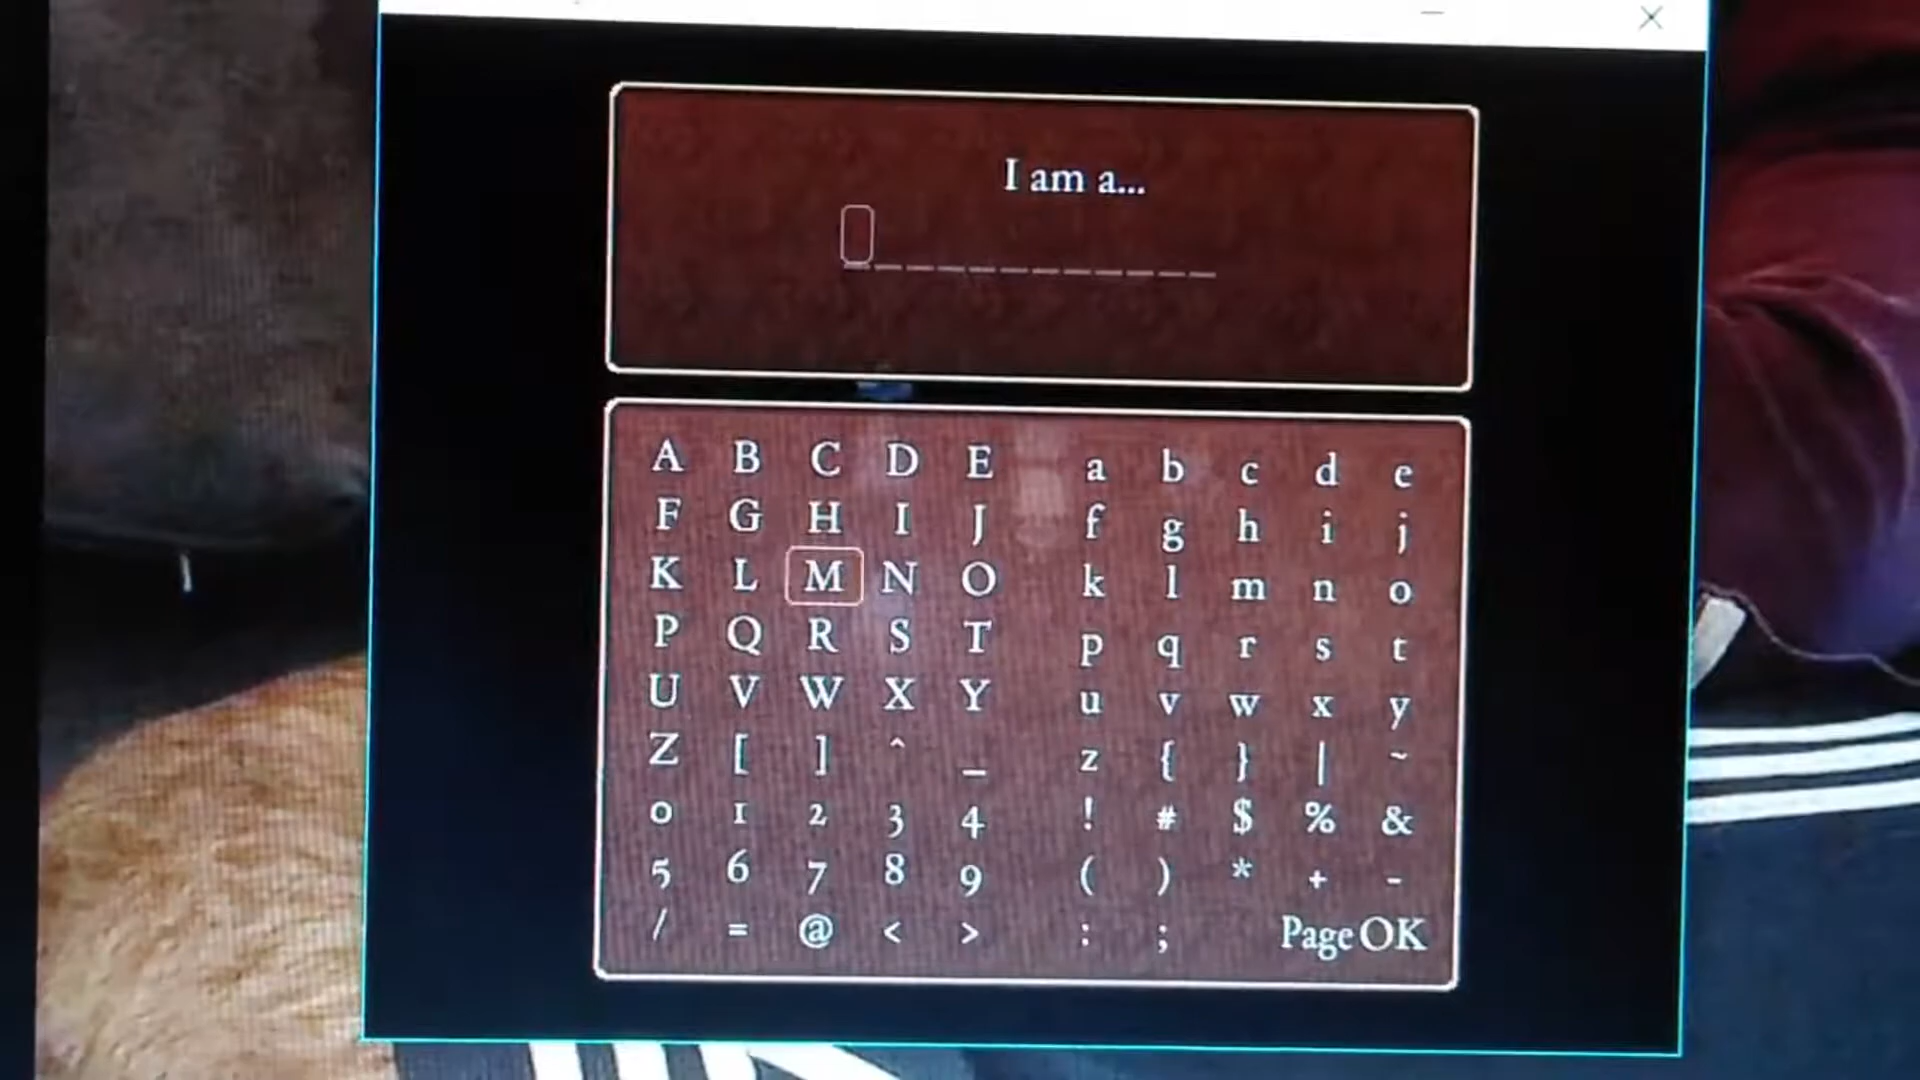 I am a...
A B C D E a b c d e
F G H I J f g h i j
K L M N O k l m n o
P Q R S T p q r s t
U V W X Y u v w x y
Z [ ] ^ _ z { } | ~
0 1 2 3 4 ! # $ % &
5 6 7 8 9 ( ) * + -
/ = @ < > : ; Page OK